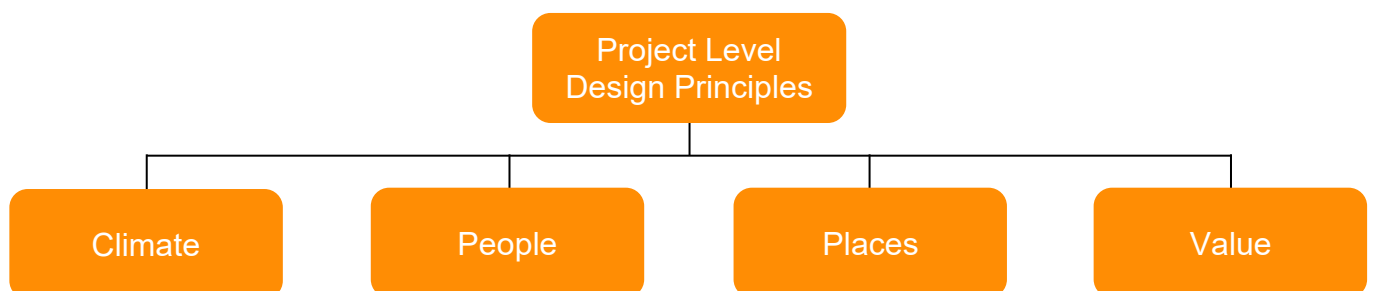 Project Level
Design Principles
Climate
People
Places
Value